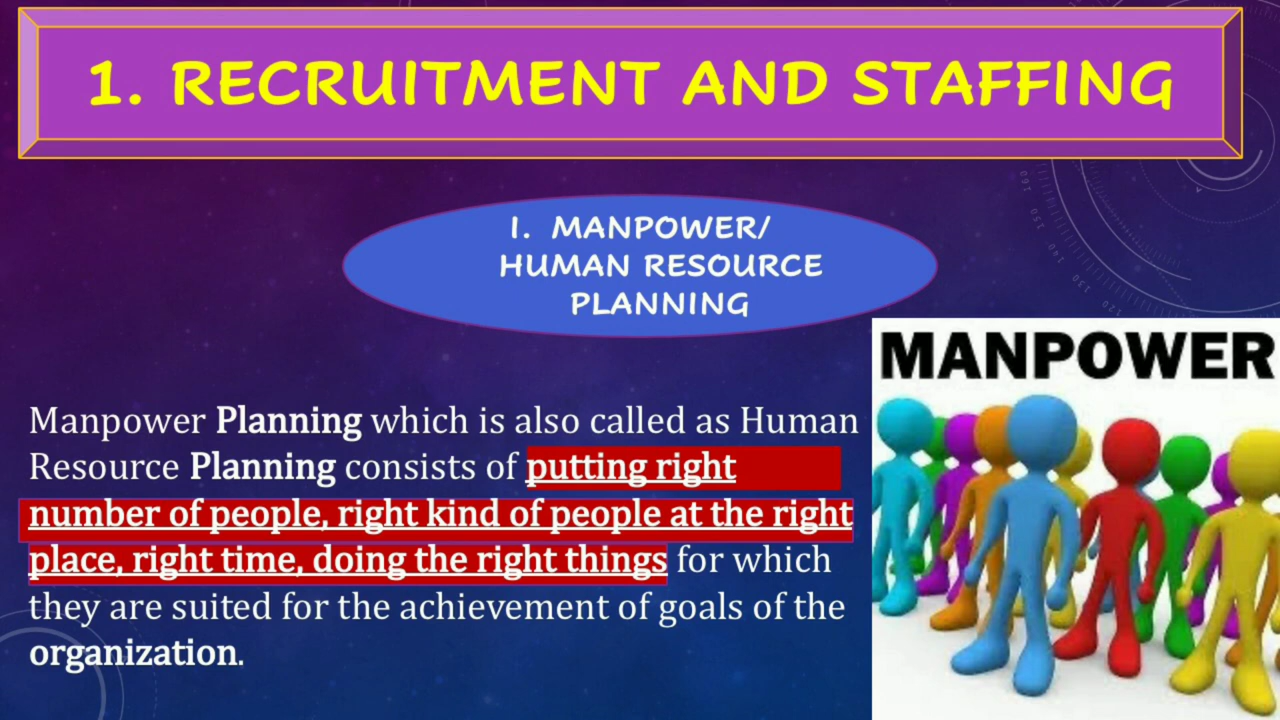 1. RECRUITMENT AND STAFFING
I. MANPOWER/
HUMAN RESOURCE
PLANNING
MANPOWER
Manpower Planning which is also called as Human
Resource Planning consists of putting right
number of people, right kind of people at the right
place, right time, doing the right things for which
they are suited for the achievement of goals of the
organization.